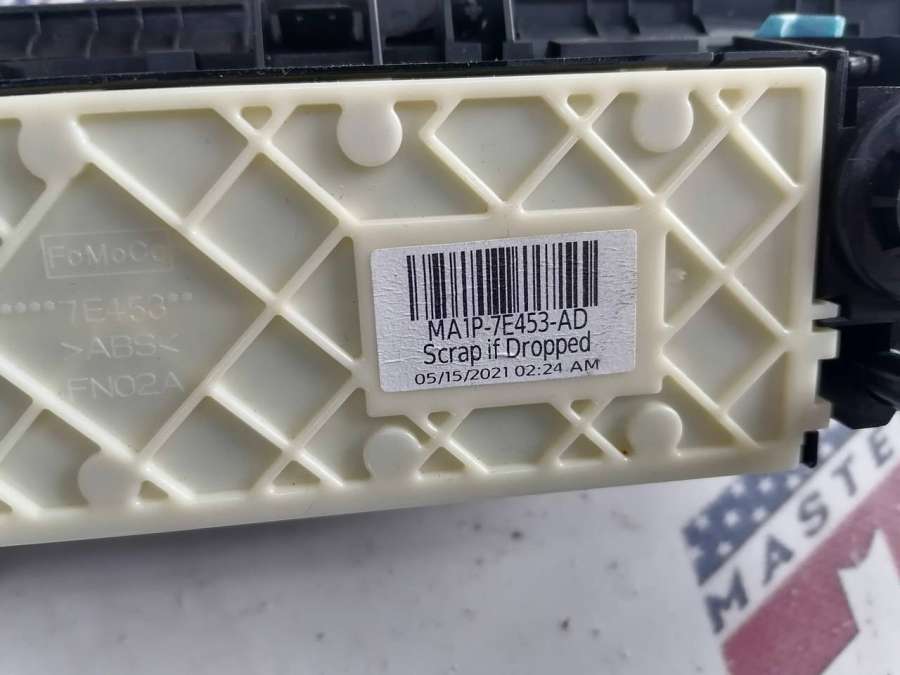 FoMoCo
****7E453**
>ABS<
FN02A
MA1P-7E453-AD
Scrap if Dropped
05/15/2021 02:24 AM
MASTE